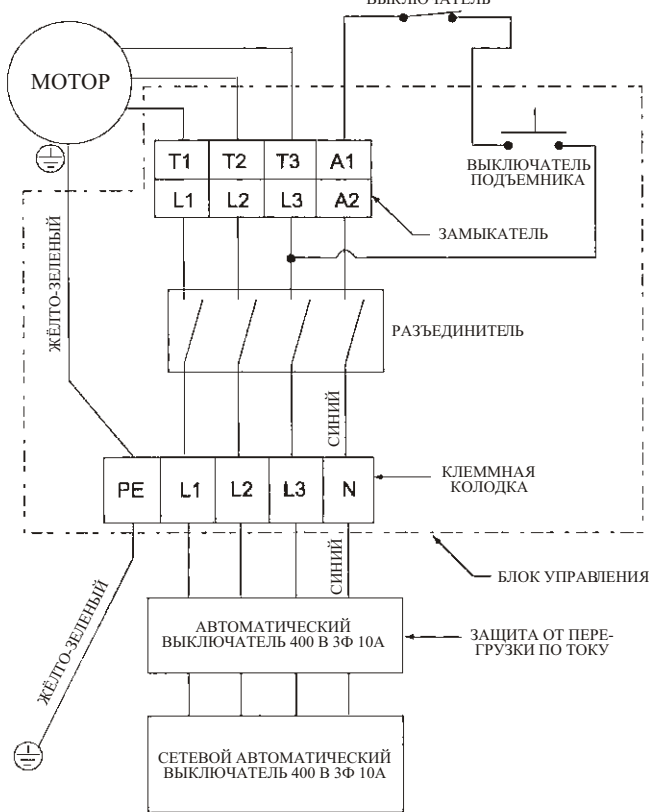 ВЫКЛЮЧАТЕЛЬ
МОТОР
T1 T2 T3 A1
L1 L2 L3 A2
ВЫКЛЮЧАТЕЛЬ
ПОДЪЕМНИКА
ЗАМЫКАТЕЛЬ
ЖЁЛТО-ЗЕЛЕНЫЙ
РАЗЪЕДИНИТЕЛЬ
СИНИЙ
PE L1 L2 L3 N
КЛЕММНАЯ
КОЛОДКА
БЛОК УПРАВЛЕНИЯ
СИНИЙ
ЖЁЛТО-ЗЕЛЕНЫЙ
АВТОМАТИЧЕСКИЙ
ВЫКЛЮЧАТЕЛЬ 400 В 3Ф 10А
ЗАЩИТА ОТ ПЕРЕ-
ГРУЗКИ ПО ТОКУ
СЕТЕВОЙ АВТОМАТИЧЕСКИЙ
ВЫКЛЮЧАТЕЛЬ 400 В 3Ф 10А